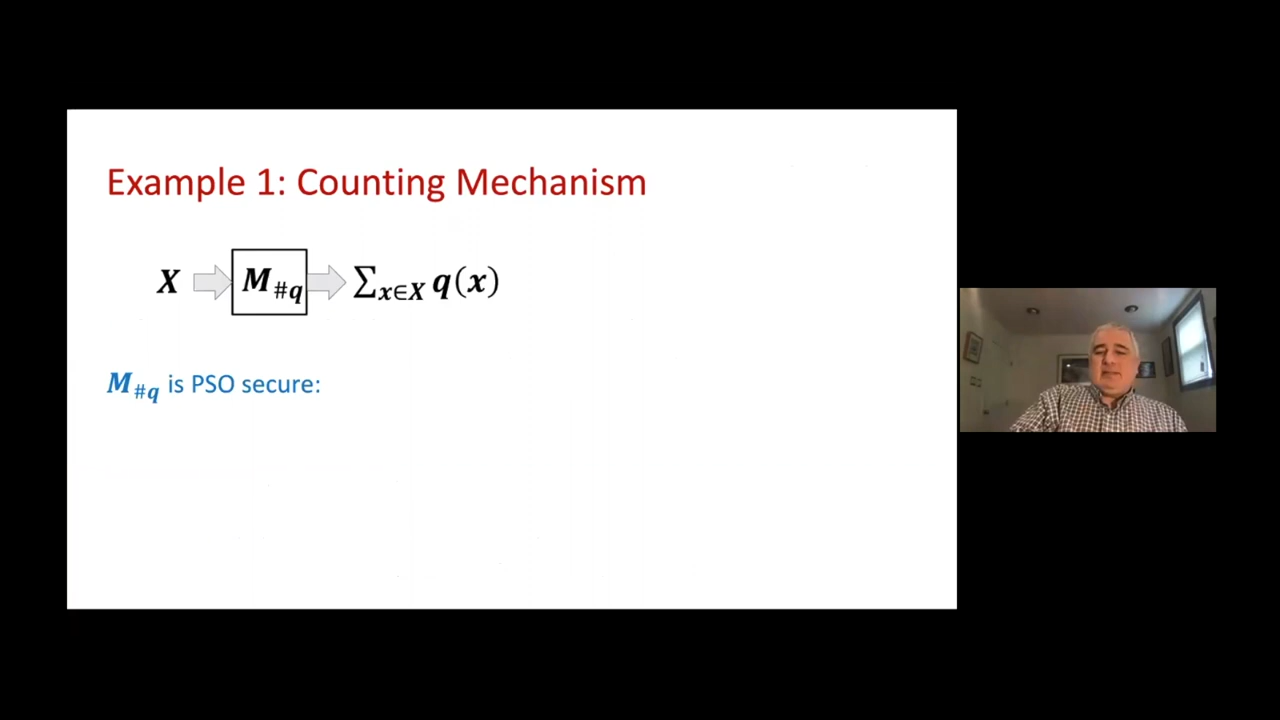 Example 1: Counting Mechanism
X M#q ∑x∈X q(x)
M#q is PSO secure: